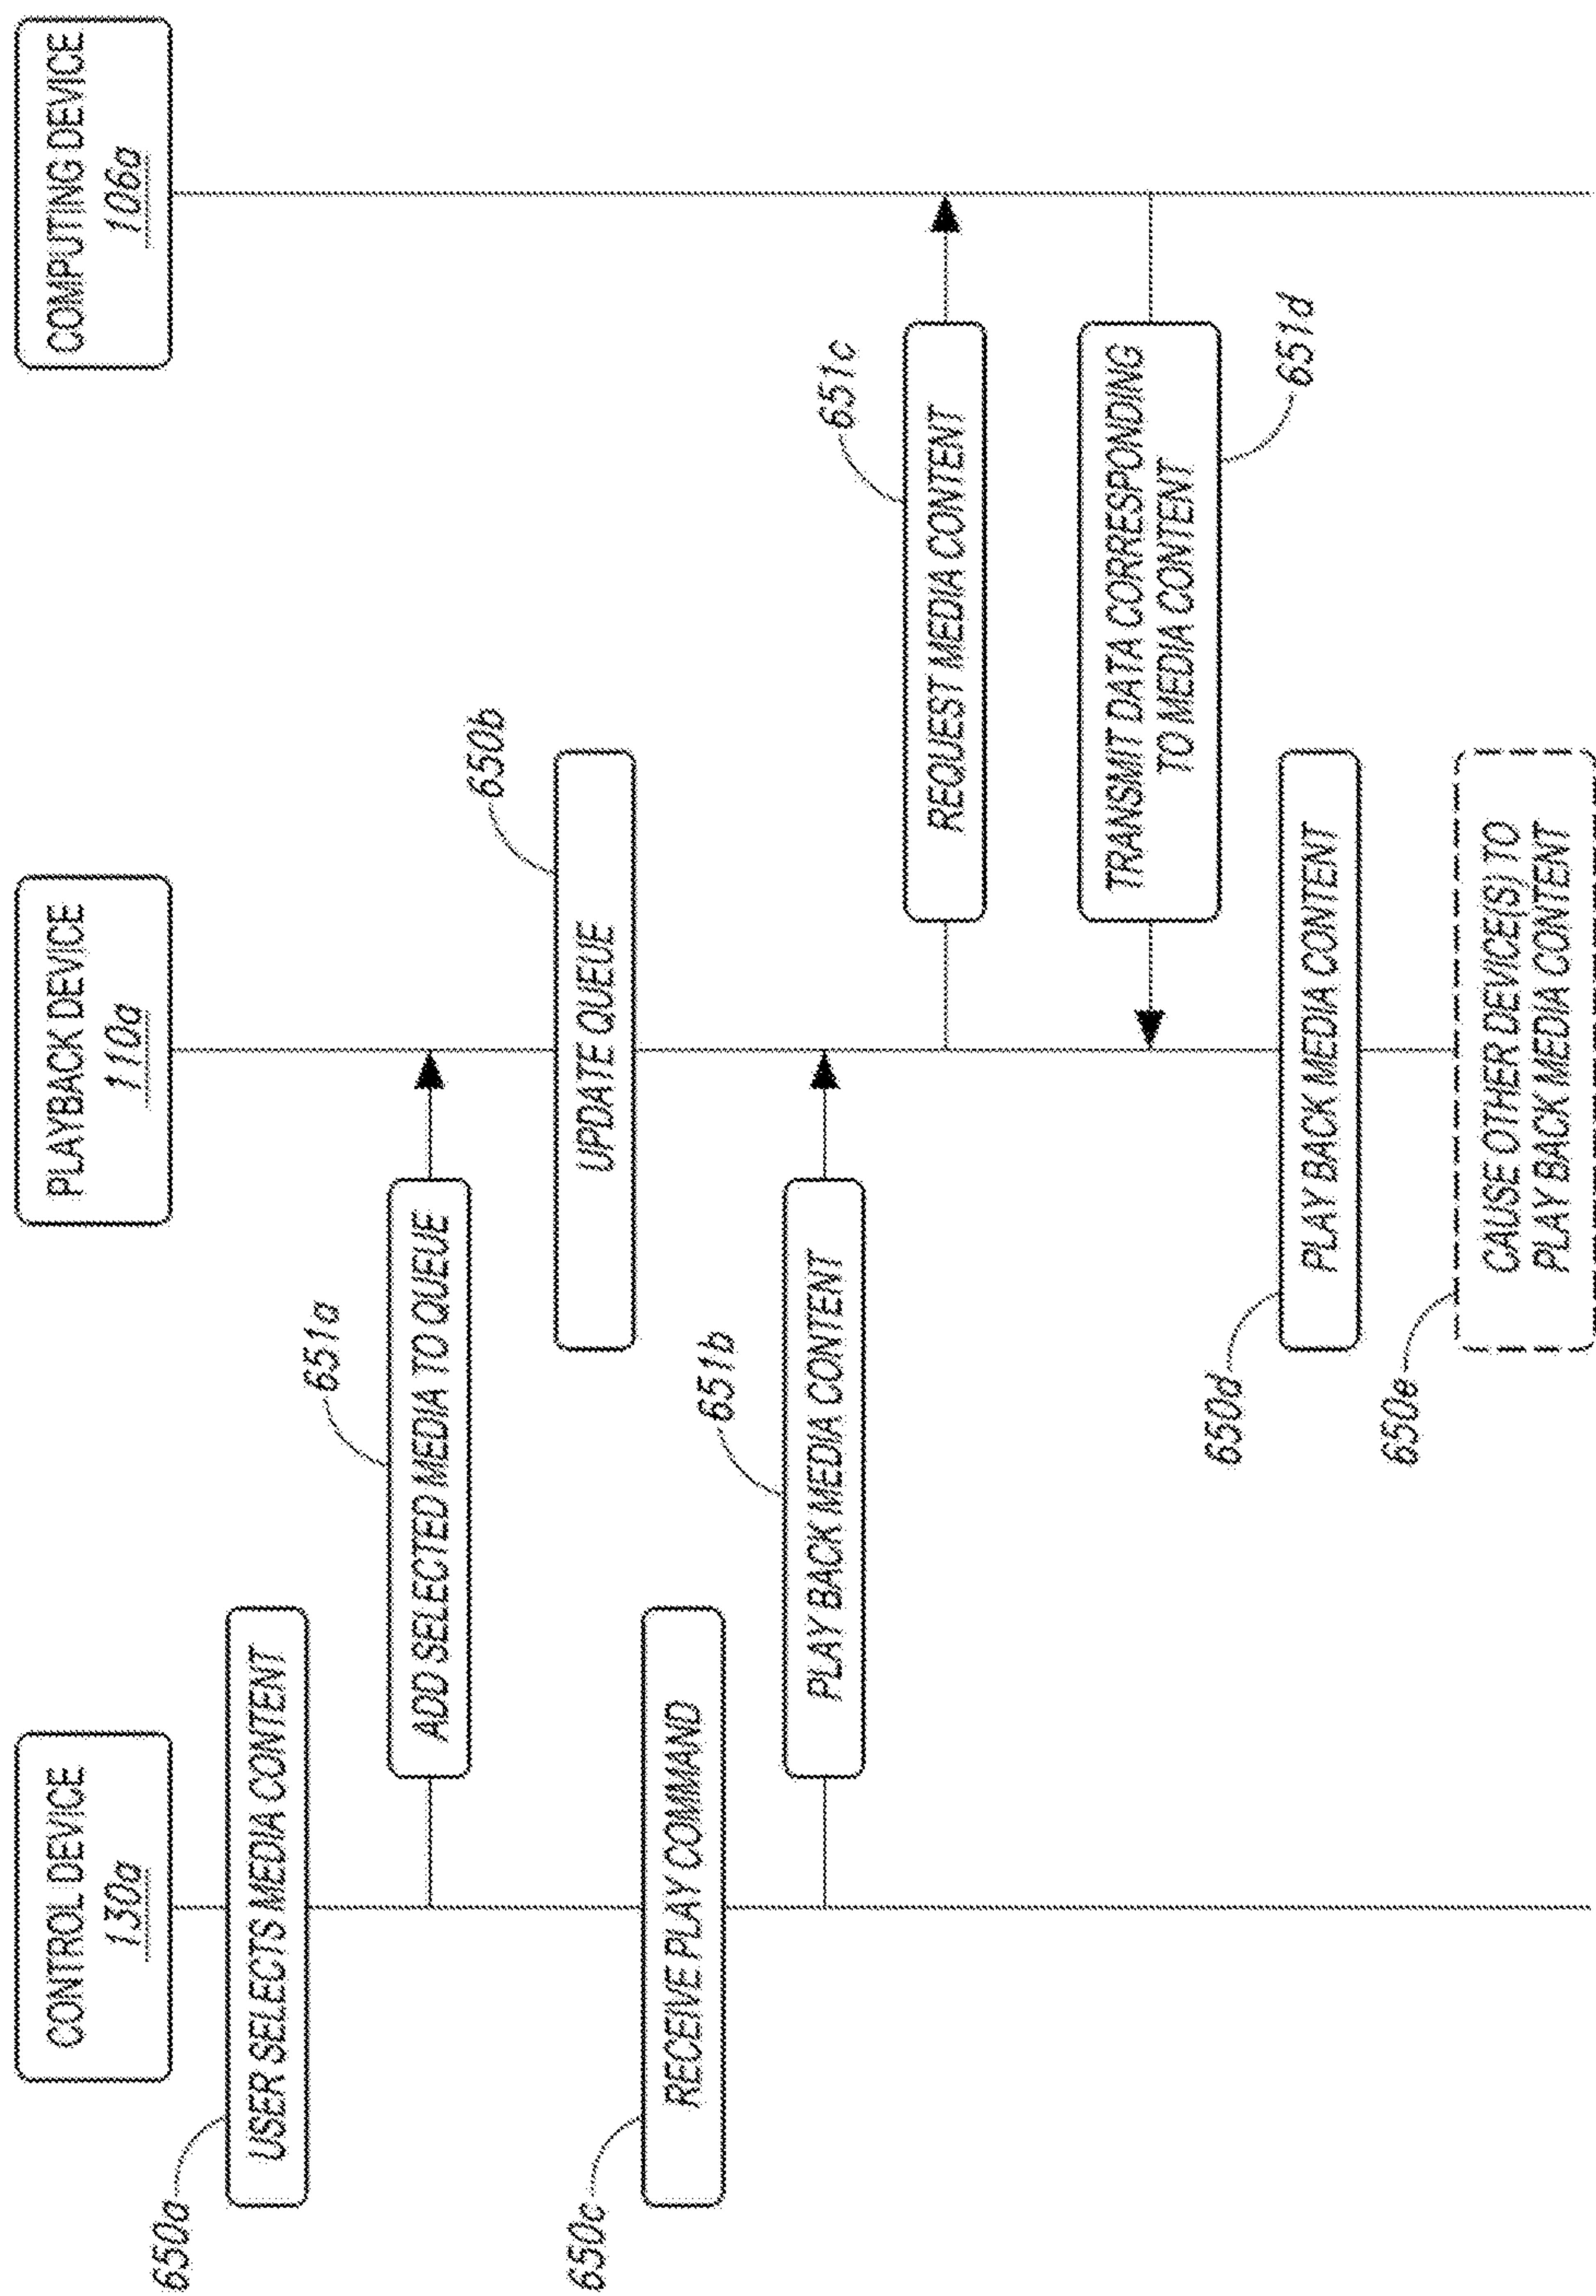 CONTROL DEVICE
130a
PLAYBACK DEVICE
110a
COMPUTING DEVICE
106a
650a
USER SELECTS MEDIA CONTENT
651a
ADD SELECTED MEDIA TO QUEUE
650b
UPDATE QUEUE
650c
RECEIVE PLAY COMMAND
651b
PLAY BACK MEDIA CONTENT
651c
REQUEST MEDIA CONTENT
TRANSMIT DATA CORRESPONDING
TO MEDIA CONTENT
651d
650d
PLAY BACK MEDIA CONTENT
650e
CAUSE OTHER DEVICE(S) TO
PLAY BACK MEDIA CONTENT